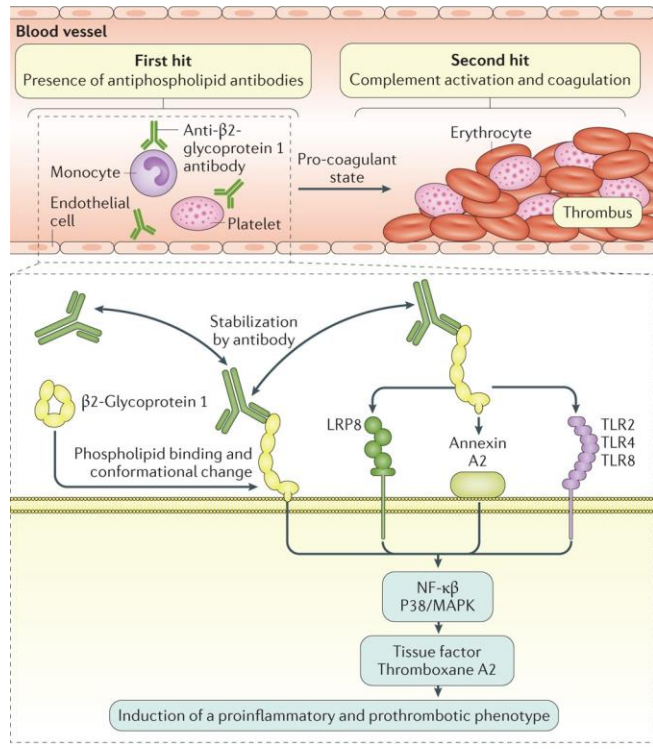 Blood vessel
First hit
Presence of antiphospholipid antibodies
Second hit
Complement activation and coagulation
Anti-β2-
glycoprotein 1
antibody
Monocyte
Endothelial
cell
Platelet
Pro-coagulant
state
Erythrocyte
Thrombus
Stabilization
by antibody
β2-Glycoprotein 1
Phospholipid binding and
conformational change
LRP8
Annexin
A2
TLR2
TLR4
TLR8
NF-κβ
P38/MAPK
Tissue factor
Thromboxane A2
Induction of a proinflammatory and prothrombotic phenotype